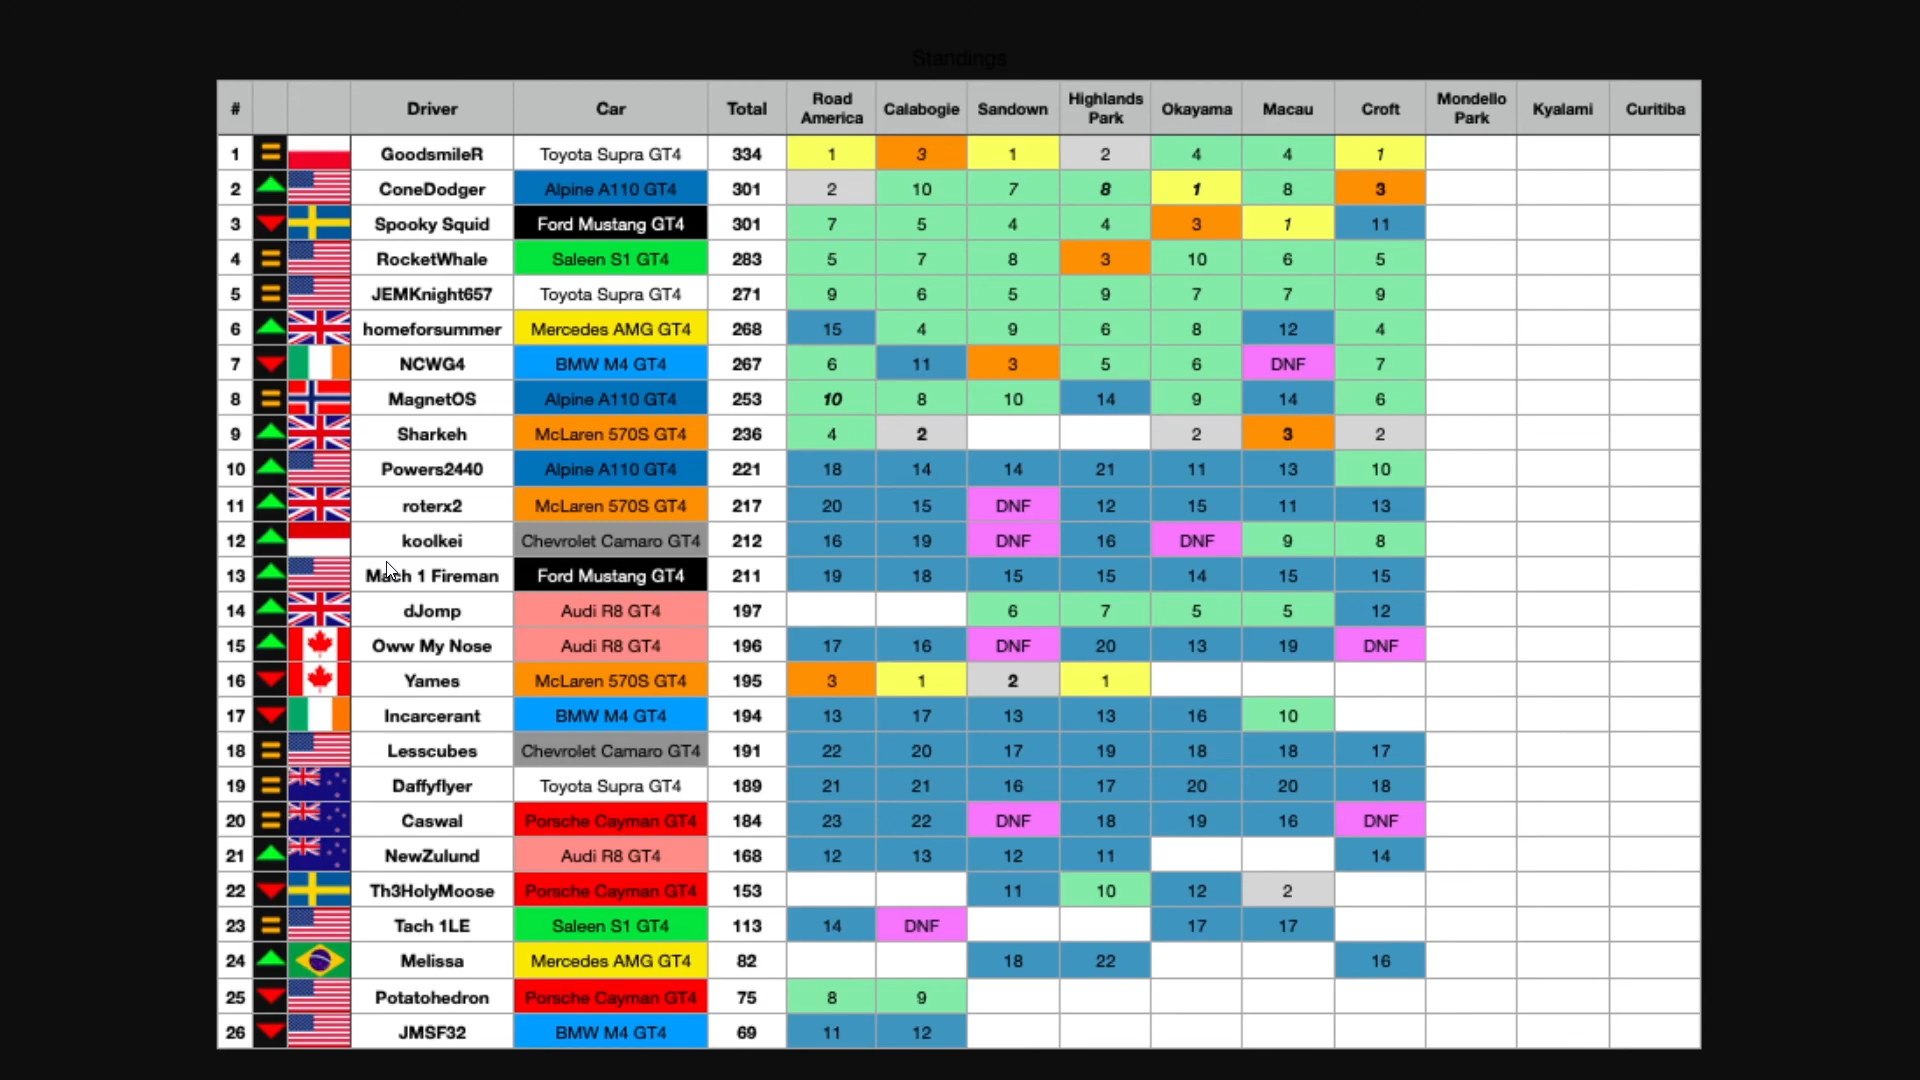 Standings
# Driver Car Total Road America Calabogie Sandown Highlands Park Okayama Macau Croft Mondello Park Kyalami Curitiba
1 GoodsmileR Toyota Supra GT4 334 1 3 1 2 4 4 1
2 ConeDodger Alpine A110 GT4 301 2 10 7 8 1 8 3
3 Spooky Squid Ford Mustang GT4 301 7 5 4 4 3 1 11
4 RocketWhale Saleen S1 GT4 283 5 7 8 3 10 6 5
5 JEMKnight657 Toyota Supra GT4 271 9 6 5 9 7 7 9
6 homeforsummer Mercedes AMG GT4 268 15 4 9 6 8 12 4
7 NCWG4 BMW M4 GT4 267 6 11 3 5 6 DNF 7
8 MagnetOS Alpine A110 GT4 253 10 8 10 14 9 14 6
9 Sharkeh McLaren 570S GT4 236 4 2 2 3 2
10 Powers2440 Alpine A110 GT4 221 18 14 14 21 11 13 10
11 roterx2 McLaren 570S GT4 217 20 15 DNF 12 15 11 13
12 koolkei Chevrolet Camaro GT4 212 16 19 DNF 16 DNF 9 8
13 Mach 1 Fireman Ford Mustang GT4 211 19 18 15 15 14 15 15
14 dJomp Audi R8 GT4 197 6 7 5 5 12
15 Oww My Nose Audi R8 GT4 196 17 16 DNF 20 13 19 DNF
16 Yames McLaren 570S GT4 195 3 1 2 1
17 Incarcerant BMW M4 GT4 194 13 17 13 13 16 10
18 Lesscubes Chevrolet Camaro GT4 191 22 20 17 19 18 18 17
19 Daffyflyer Toyota Supra GT4 189 21 21 16 17 20 20 18
20 Caswal Porsche Cayman GT4 184 23 22 DNF 18 19 16 DNF
21 NewZulund Audi R8 GT4 168 12 13 12 11 14
22 Th3HolyMoose Porsche Cayman GT4 153 11 10 12 2
23 Tach 1LE Saleen S1 GT4 113 14 DNF 17 17
24 Melissa Mercedes AMG GT4 82 18 22 16
25 Potatohedron Porsche Cayman GT4 75 8 9
26 JMSF32 BMW M4 GT4 69 11 12